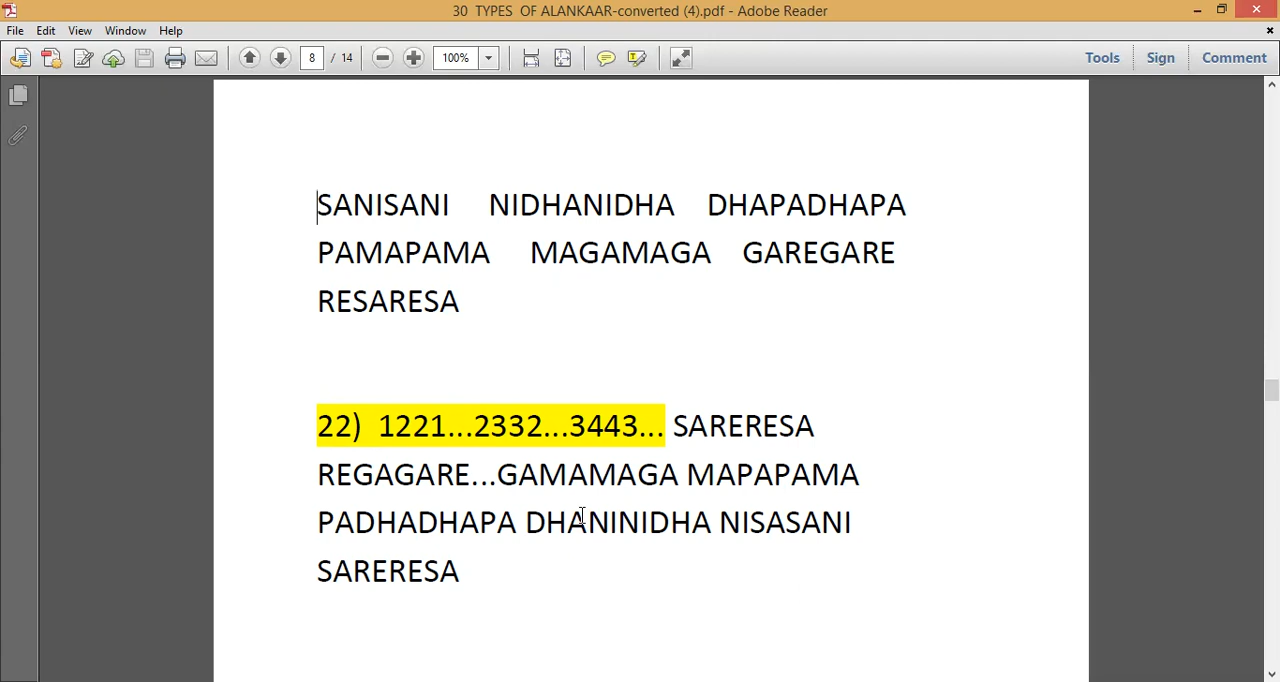 30 TYPES OF ALANKAAR-converted (4).pdf - Adobe Reader
File Edit View Window Help
8 / 14 100% Tools Sign Comment
SANISANI NIDHANIDHA DHAPADHAPA
PAMAPAMA MAGAMAGA GAREGARE
RESARESA
22) 1221...2332...3443... SARERESA
REGAGARE...GAMAMAGA MAPAPAMA
PADHADHAPA DHANINIDHA NISASANI
SARERESA